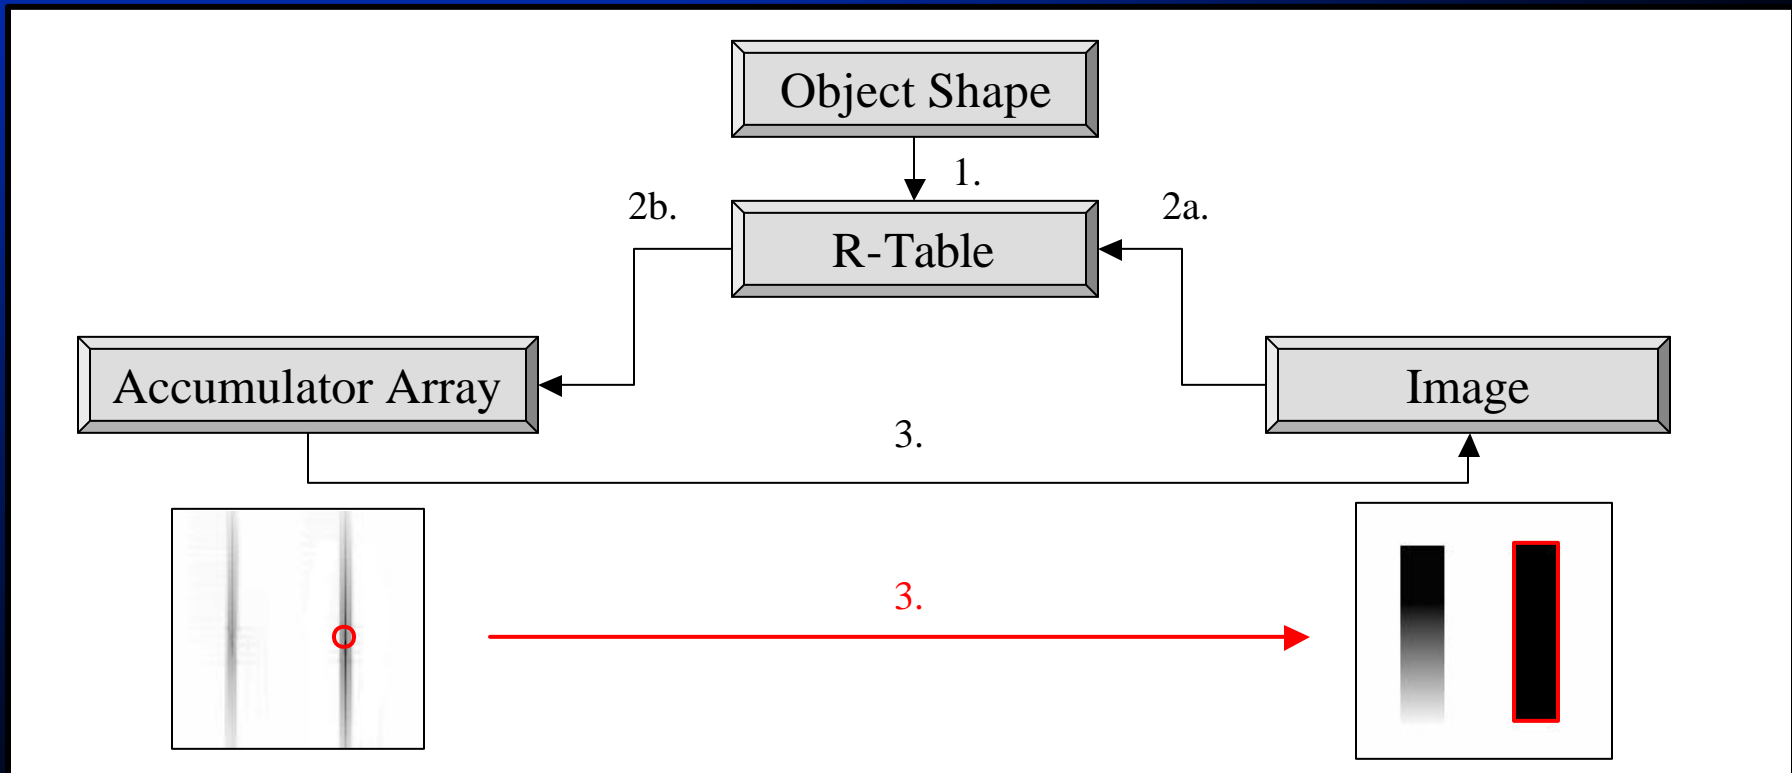 Object Shape
1.
2b.
2a.
R-Table
Accumulator Array
Image
3.
3.